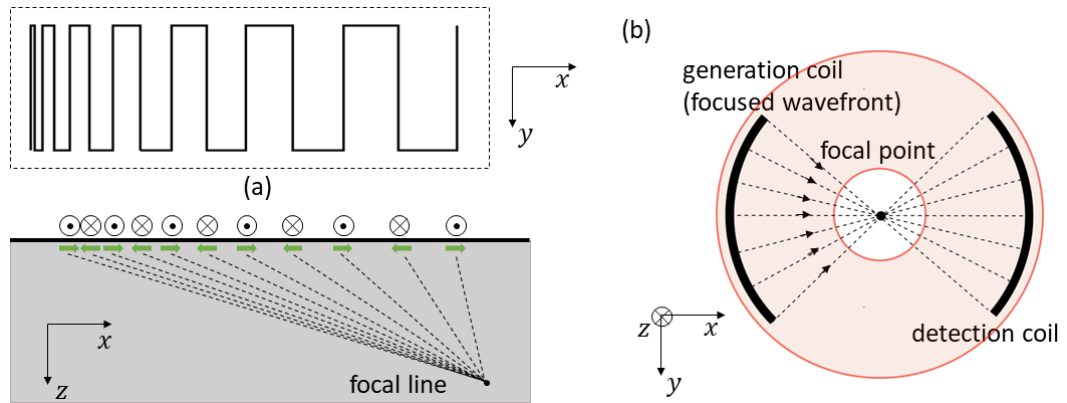 x
y
(a)
x
z
focal line
(b)
generation coil
(focused wavefront)
focal point
detection coil
z
x
y